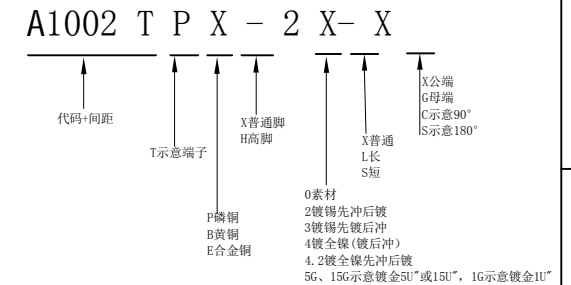 A1002 T P X - 2 X- X
代码+间距
T示意端子
P磷铜
B黄铜
E合金铜
X普通脚
H高脚
0素材
2镀锡先冲后镀
3镀锡先镀后冲
4镀全镍(镀后冲)
4.2镀全镍先冲后镀
5G、15G示意镀金5U"或15U"，1G示意镀金1U"
X普通
L长
S短
X公端
G母端
C示意90°
S示意180°